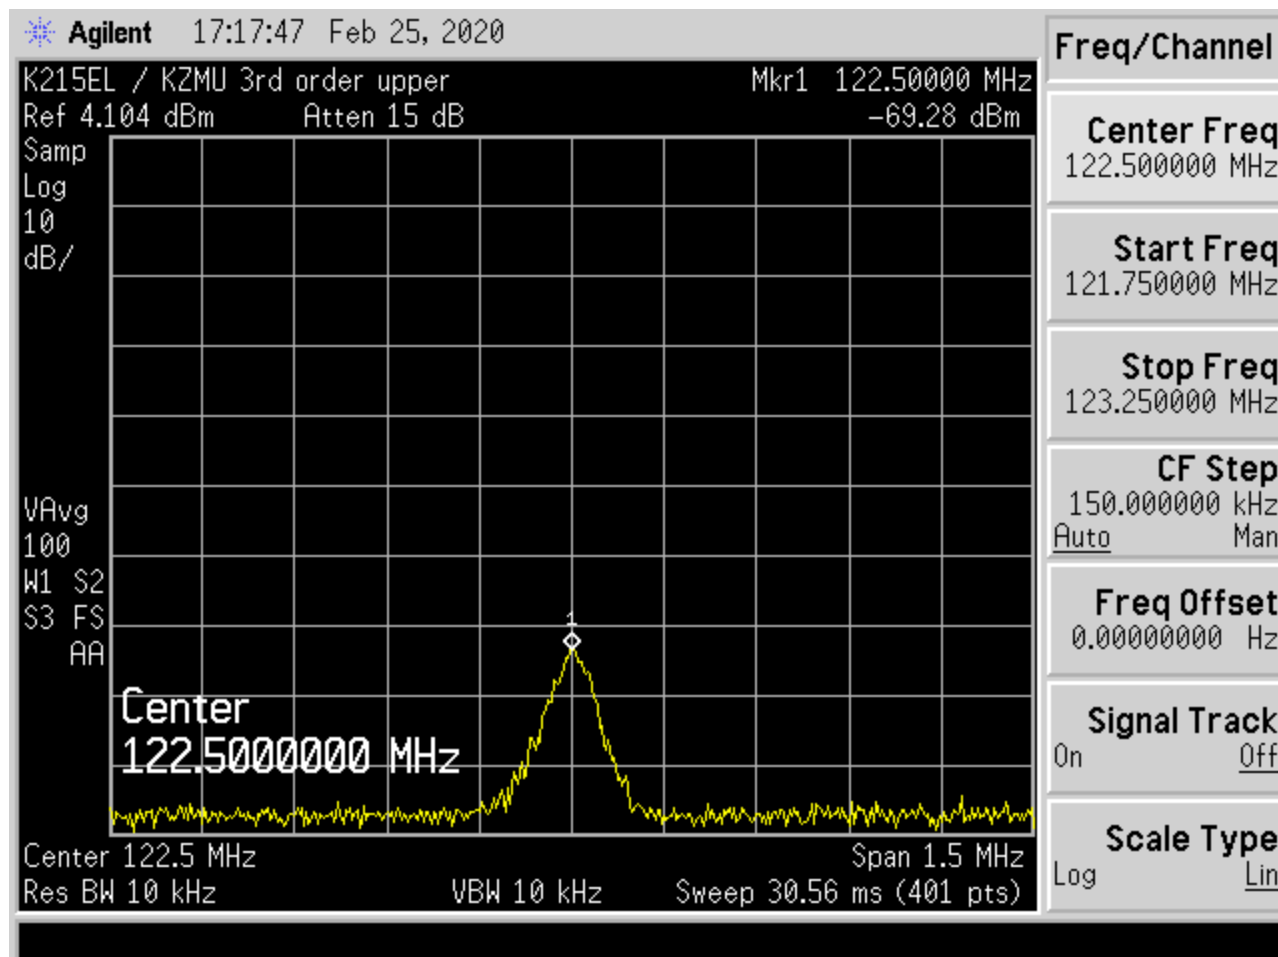 Agilent 17:17:47 Feb 25, 2020
K215EL / KZMU 3rd order upper Mkr1 122.50000 MHz
Ref 4.104 dBm Atten 15 dB -69.28 dBm
Samp
Log
10
dB/
VAvg
100
W1 S2
S3 FS
AA
1
Center
122.5000000 MHz
Center 122.5 MHz Span 1.5 MHz
Res BW 10 kHz VBW 10 kHz Sweep 30.56 ms (401 pts)
Freq/Channel
Center Freq
122.500000 MHz
Start Freq
121.750000 MHz
Stop Freq
123.250000 MHz
CF Step
150.000000 kHz
Auto Man
Freq Offset
0.00000000 Hz
Signal Track
On Off
Scale Type
Log Lin